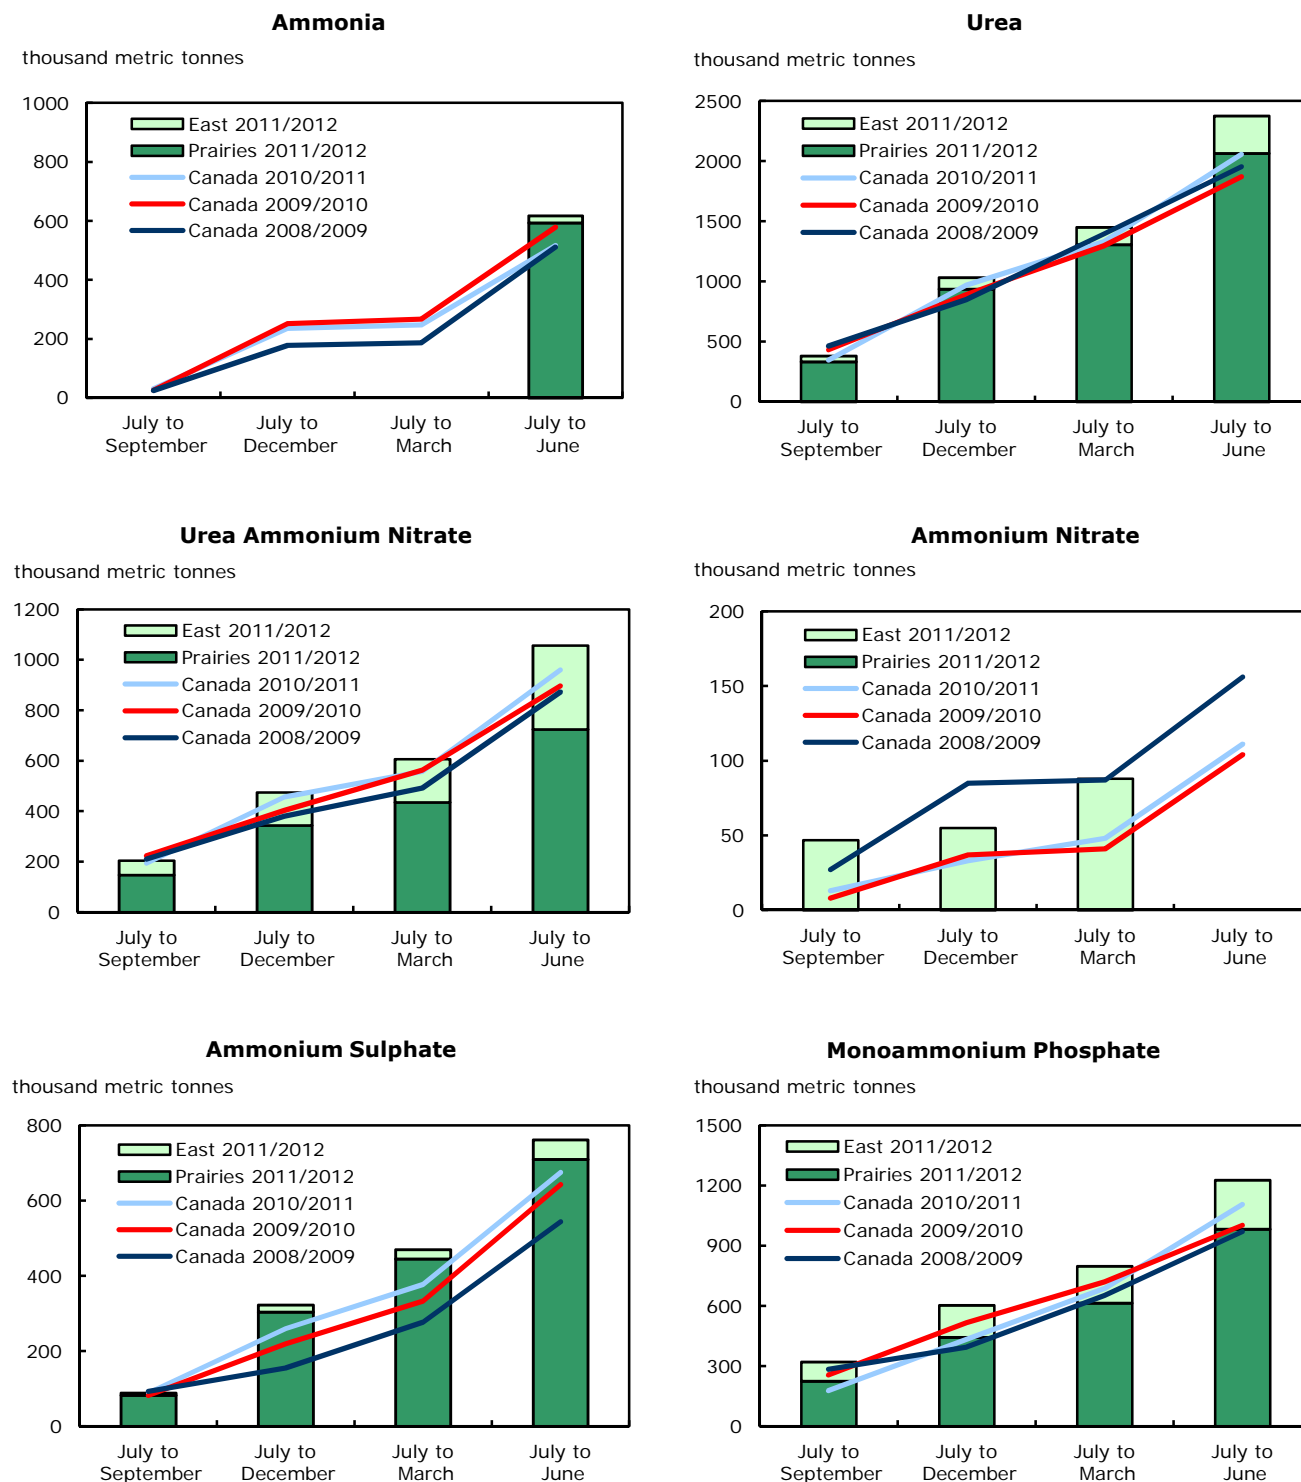 Ammonia
thousand metric tonnes
1000
800
600
400
200
0
East 2011/2012
Prairies 2011/2012
Canada 2010/2011
Canada 2009/2010
Canada 2008/2009
July to
September
July to
December
July to
March
July to
June
Urea
thousand metric tonnes
2500
2000
1500
1000
500
0
East 2011/2012
Prairies 2011/2012
Canada 2010/2011
Canada 2009/2010
Canada 2008/2009
July to
September
July to
December
July to
March
July to
June
Urea Ammonium Nitrate
thousand metric tonnes
1200
1000
800
600
400
200
0
East 2011/2012
Prairies 2011/2012
Canada 2010/2011
Canada 2009/2010
Canada 2008/2009
July to
September
July to
December
July to
March
July to
June
Ammonium Nitrate
thousand metric tonnes
200
150
100
50
0
East 2011/2012
Prairies 2011/2012
Canada 2010/2011
Canada 2009/2010
Canada 2008/2009
July to
September
July to
December
July to
March
July to
June
Ammonium Sulphate
thousand metric tonnes
800
600
400
200
0
East 2011/2012
Prairies 2011/2012
Canada 2010/2011
Canada 2009/2010
Canada 2008/2009
July to
September
July to
December
July to
March
July to
June
Monoammonium Phosphate
thousand metric tonnes
1500
1200
900
600
300
0
East 2011/2012
Prairies 2011/2012
Canada 2010/2011
Canada 2009/2010
Canada 2008/2009
July to
September
July to
December
July to
March
July to
June